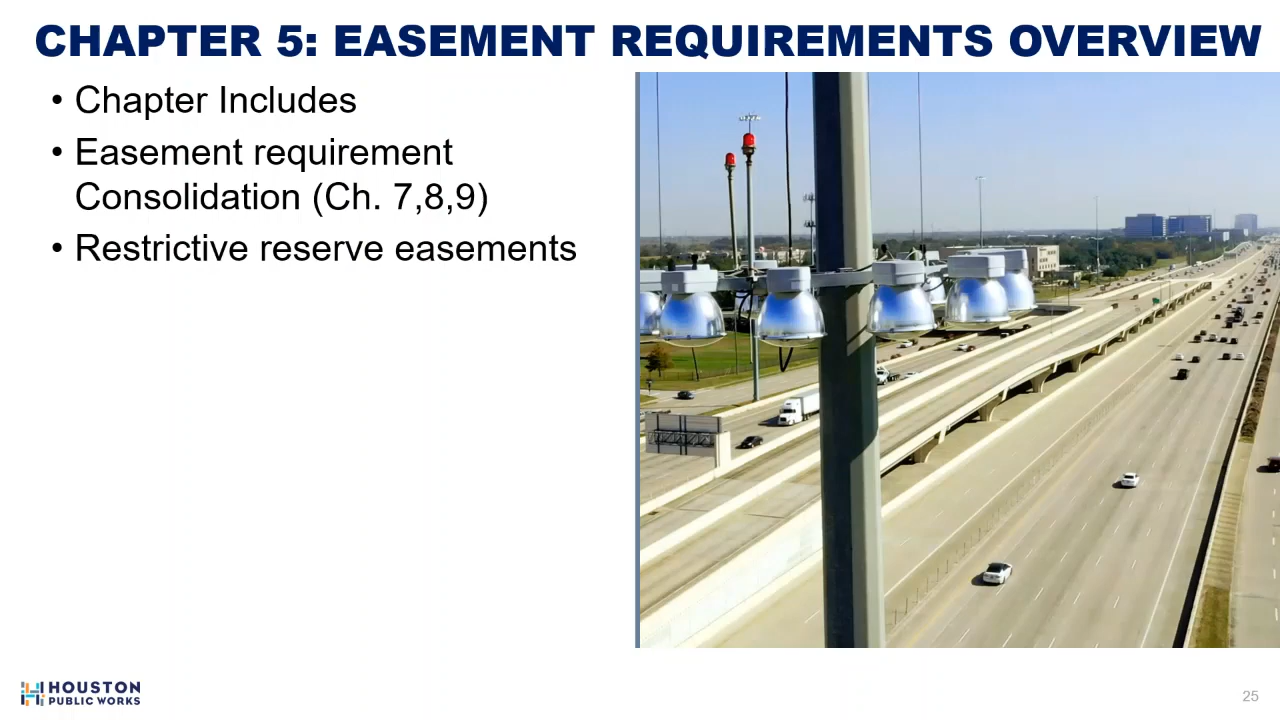 CHAPTER 5: EASEMENT REQUIREMENTS OVERVIEW
• Chapter Includes
• Easement requirement
Consolidation (Ch. 7,8,9)
• Restrictive reserve easements
HOUSTON
PUBLIC WORKS
25